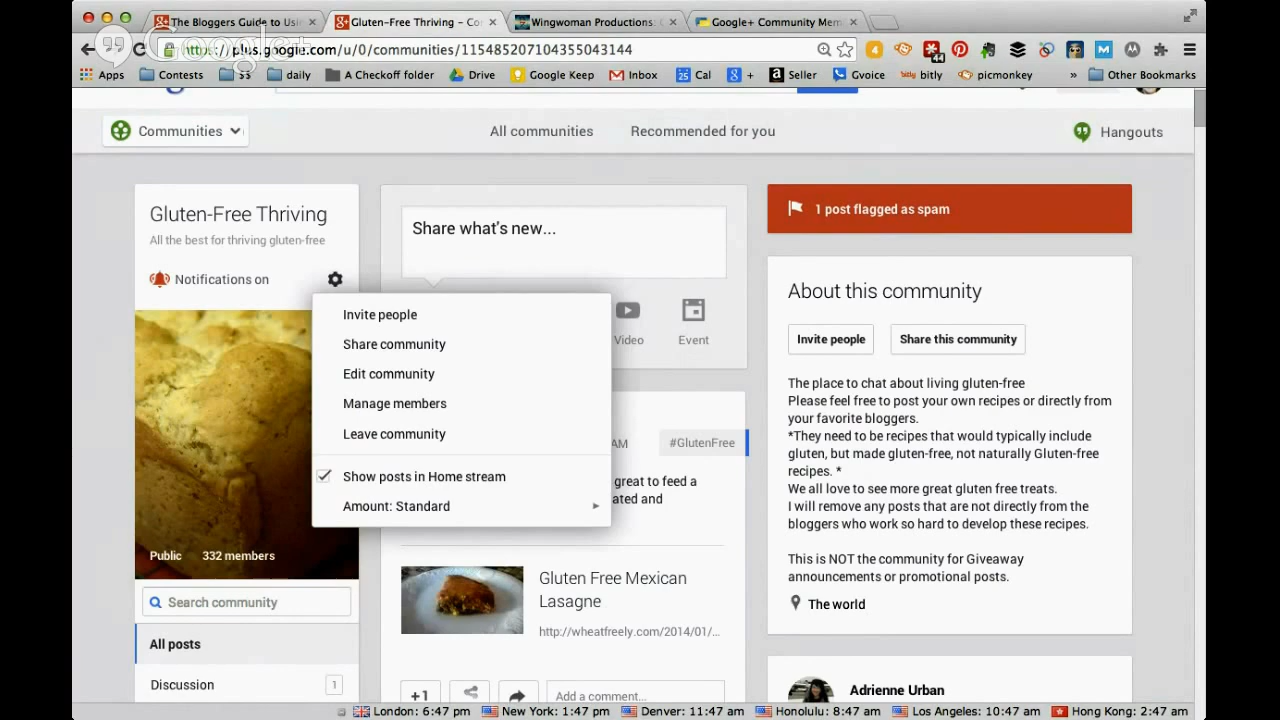 The Bloggers Guide to Usin
Gluten-Free Thriving - Co
Wingwoman Productions:
Google+ Community Mem
Google+
https://plus.google.com/u/0/communities/115485207104355043144
4
44
M
Apps
Contests
$$
daily
A Checkoff folder
Drive
Google Keep
Inbox
25 Cal
g +
a Seller
Gvoice
bitly bitly
picmonkey
»
Other Bookmarks
Communities
All communities
Recommended for you
Hangouts
Gluten-Free Thriving
All the best for thriving gluten-free
Notifications on
Invite people
Share community
Edit community
Manage members
Leave community
Show posts in Home stream
Amount: Standard
Public 332 members
Search community
All posts
Discussion 1
Share what's new...
Video
Event
AM
#GlutenFree
great to feed a
ated and
Gluten Free Mexican
Lasagne
http://wheatfreely.com/2014/01/...
+1
Add a comment...
1 post flagged as spam
About this community
Invite people
Share this community
The place to chat about living gluten-free
Please feel free to post your own recipes or directly from
your favorite bloggers.
*They need to be recipes that would typically include
gluten, but made gluten-free, not naturally Gluten-free
recipes. *
We all love to see more great gluten free treats.
I will remove any posts that are not directly from the
bloggers who work so hard to develop these recipes.
This is NOT the community for Giveaway
announcements or promotional posts.
The world
Adrienne Urban
London: 6:47 pm
New York: 1:47 pm
Denver: 11:47 am
Honolulu: 8:47 am
Los Angeles: 10:47 am
Hong Kong: 2:47 am